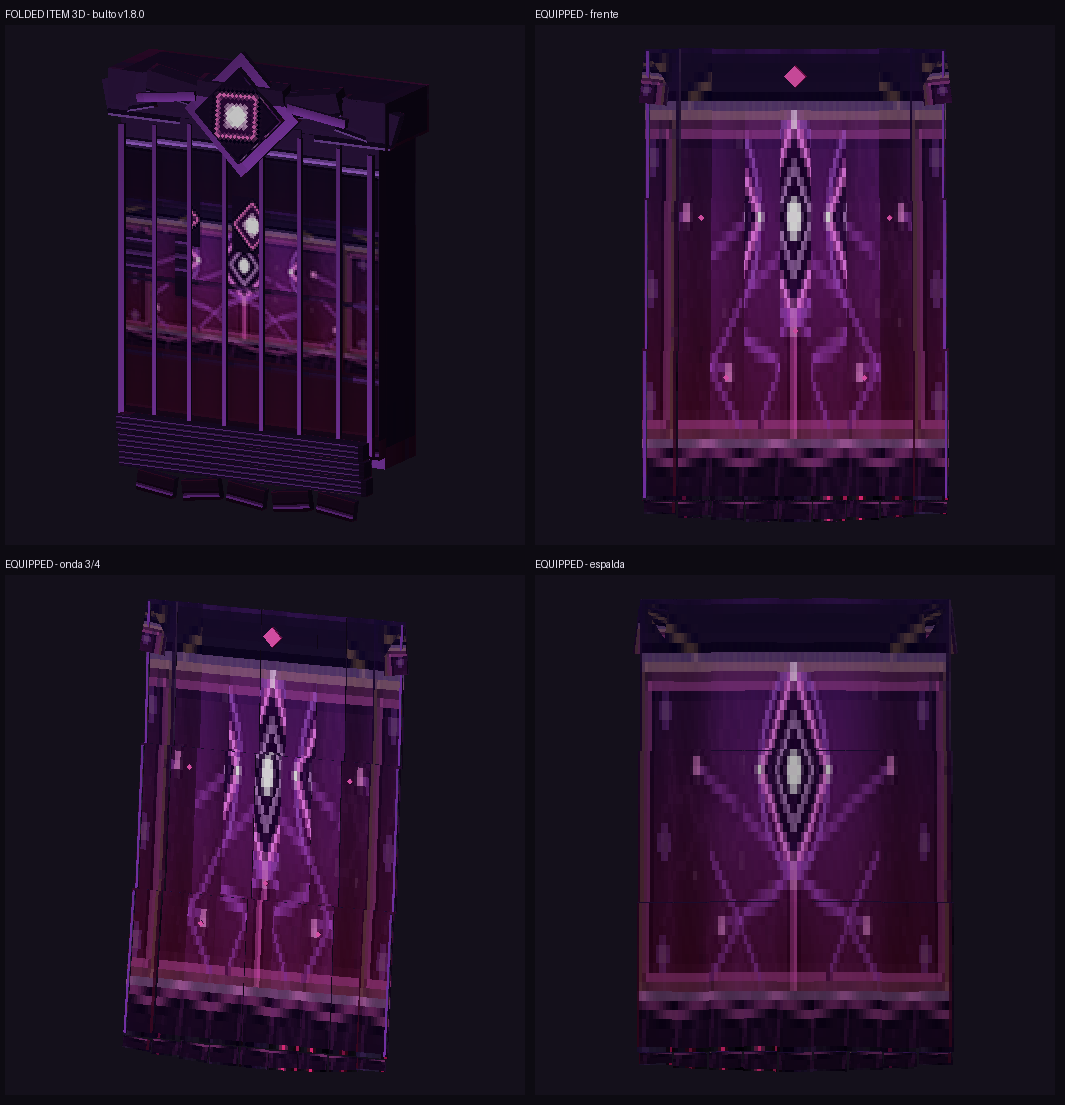 FOLDED ITEM 3D - bulto v1.8.0
EQUIPPED - frente
EQUIPPED - onda 3/4
EQUIPPED - espalda